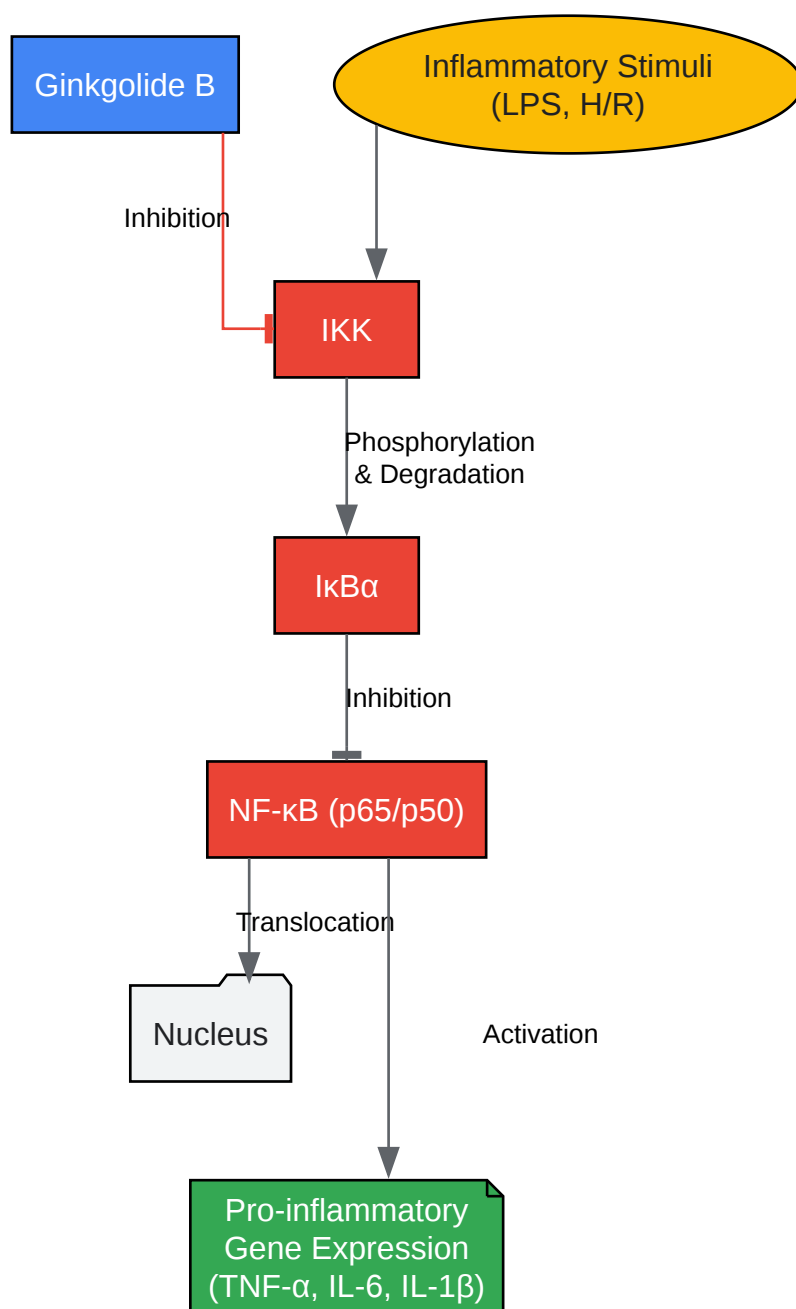 Ginkgolide B
Inflammatory Stimuli
(LPS, H/R)
Inhibition
IKK
Phosphorylation
& Degradation
IκBα
Inhibition
NF-κB (p65/p50)
Translocation
Nucleus
Activation
Pro-inflammatory
Gene Expression
(TNF-α, IL-6, IL-1β)